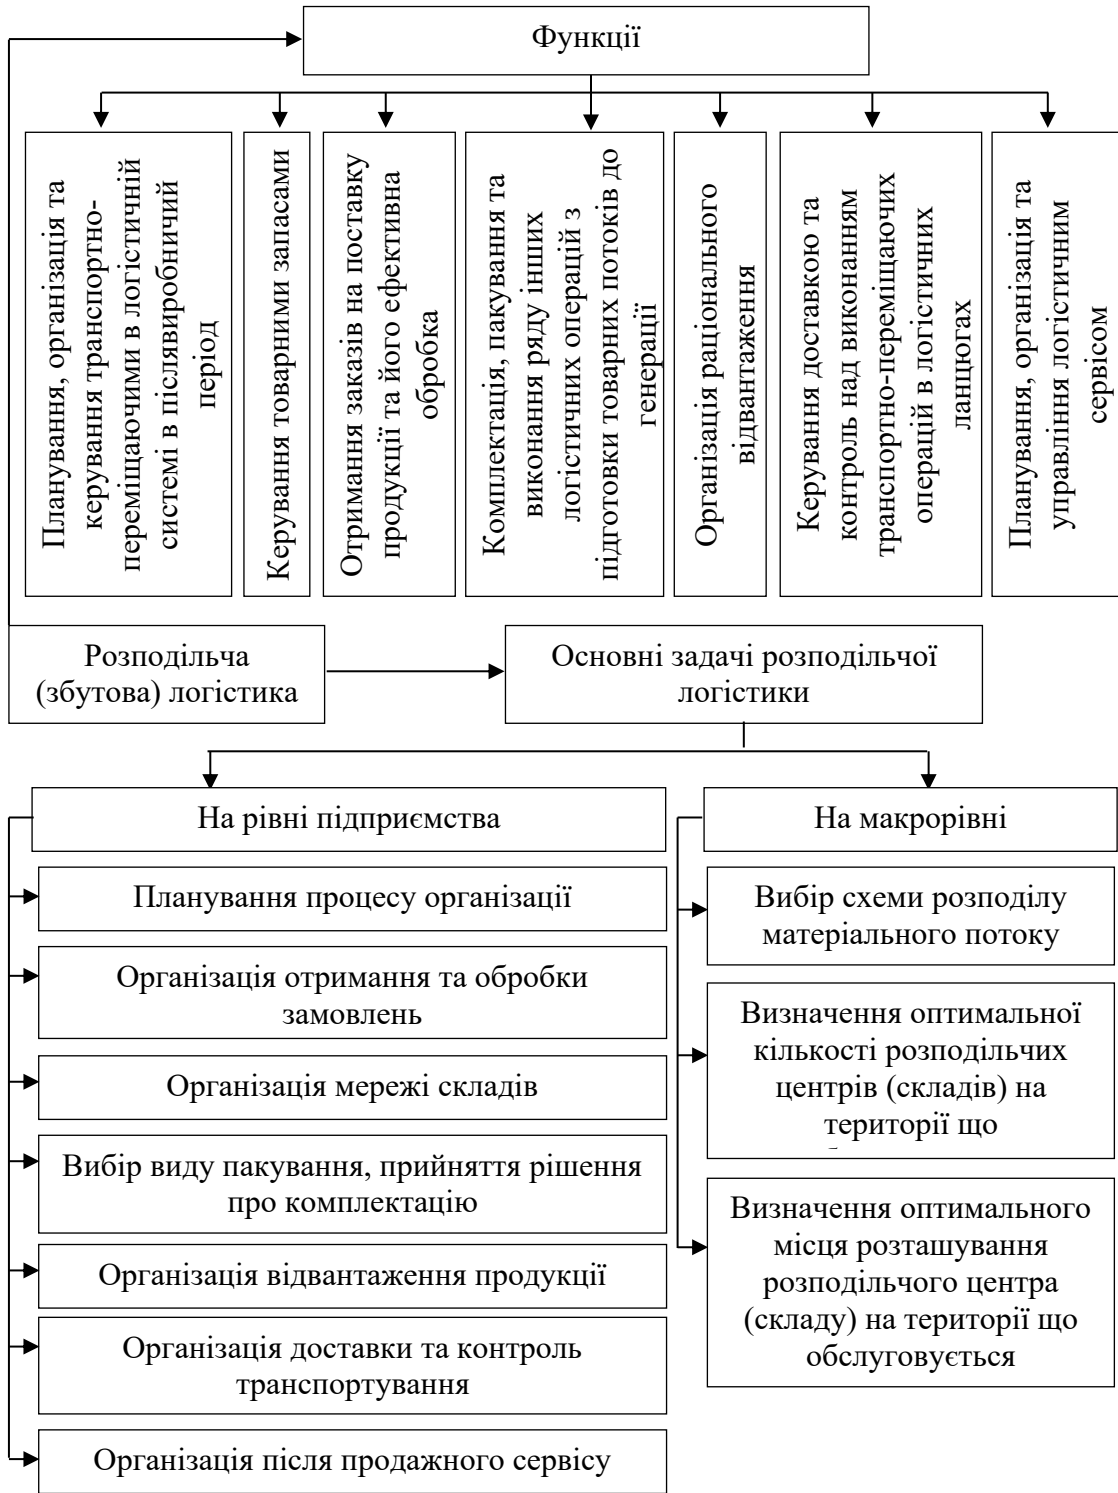 Функції
Планування, організація та
керування транспортно-
переміщаючими в логістичній
системі в післявиробничий
період
Керування товарними запасами
Отримання заказів на поставку
продукції та його ефективна
обробка
Комплектація, пакування та
виконання ряду інших
логістичних операцій з
підготовки товарних потоків до
генерації
Організація раціонального
відвантаження
Керування доставкою та
контроль над виконанням
транспортно-переміщаючих
операцій в логістичних
ланцюгах
Планування, організація та
управління логістичним
сервісом
Розподільча
(збутова) логістика
Основні задачі розподільчої
логістики
На рівні підприємства
Планування процесу організації
Організація отримання та обробки
замовлень
Організація мережі складів
Вибір виду пакування, прийняття рішення
про комплектацію
Організація відвантаження продукції
Організація доставки та контроль
транспортування
Організація після продажного сервісу
На макрорівні
Вибір схеми розподілу
матеріального потоку
Визначення оптимальної
кількості розподільчих
центрів (складів) на
території що
Визначення оптимального
місця розташування
розподільчого центра
(складу) на території що
обслуговується